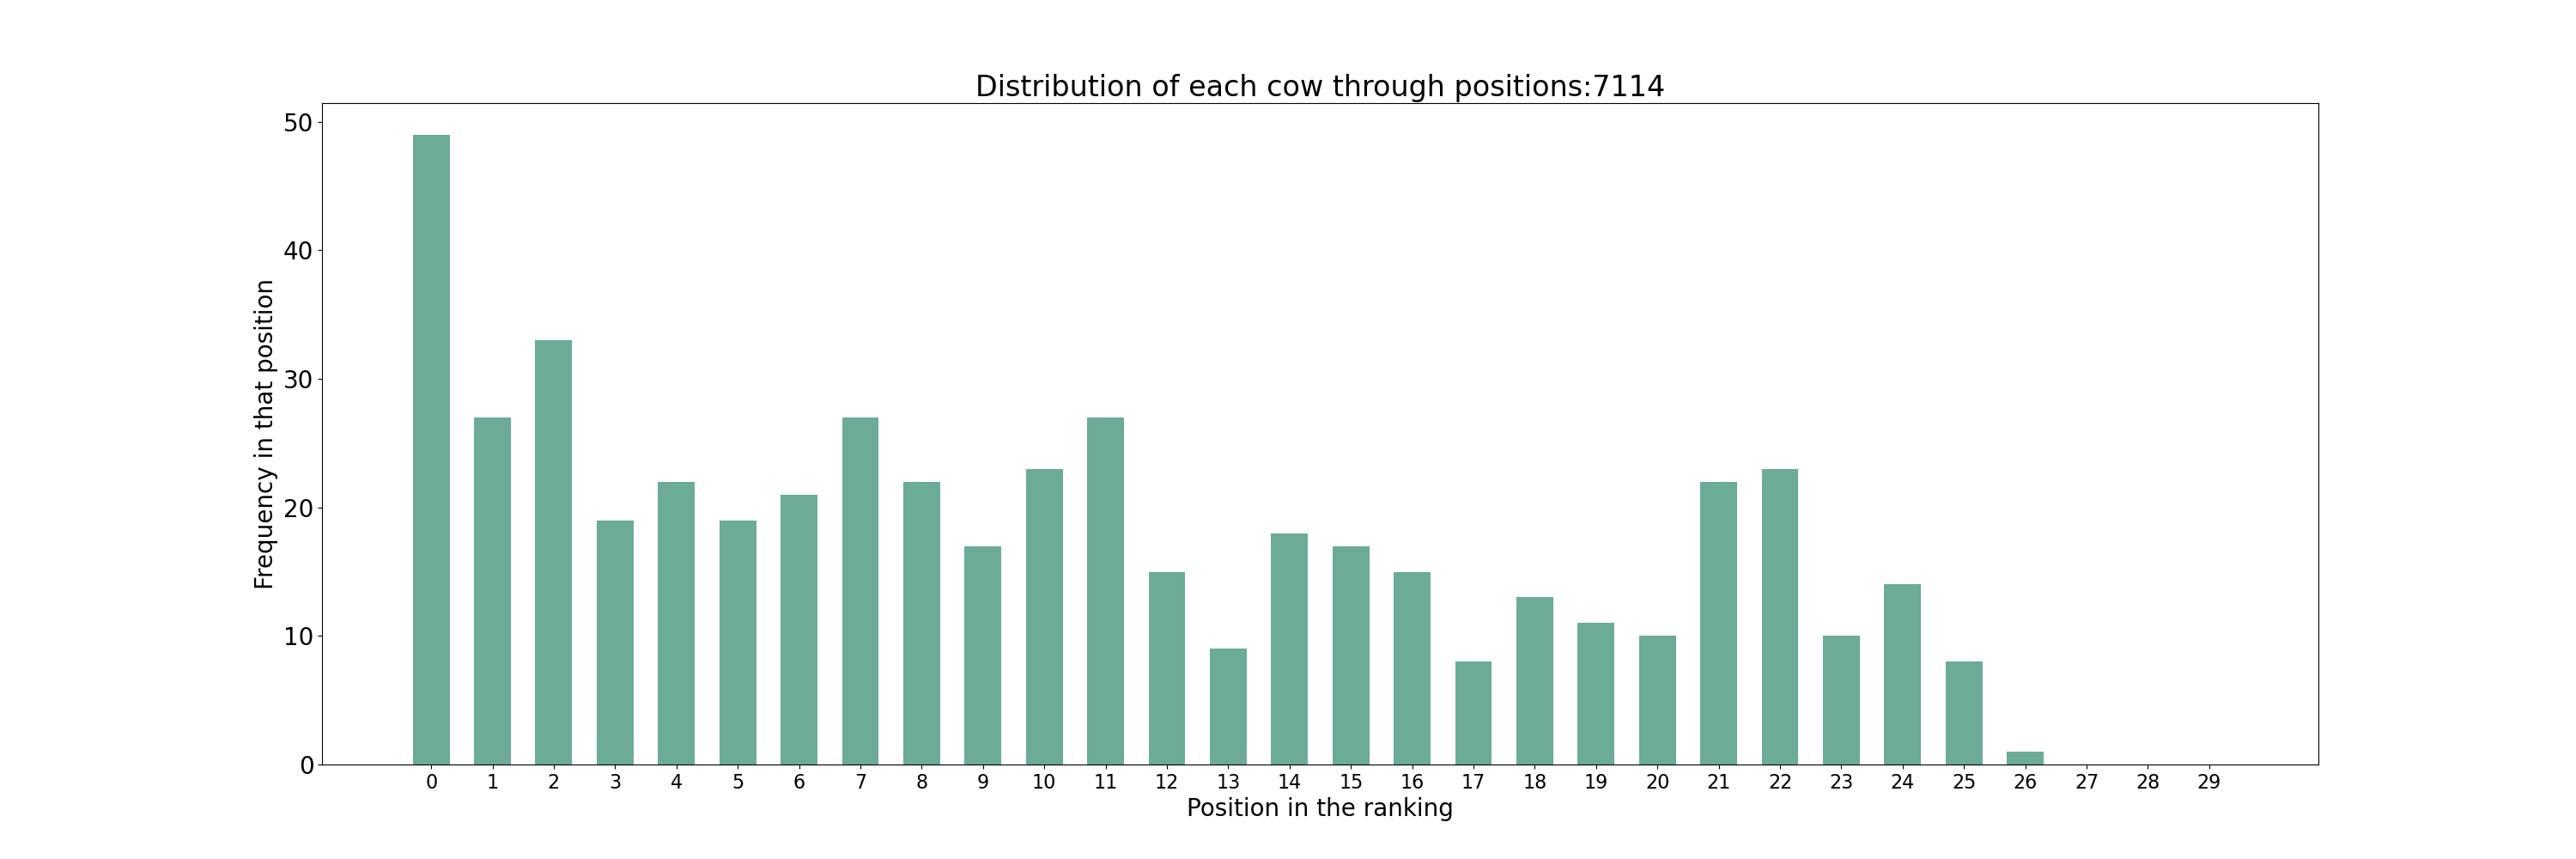 Distribution of each cow through positions:7114
50
40
30
20
10
0
Frequency in that position
0 1 2 3 4 5 6 7 8 9 10 11 12 13 14 15 16 17 18 19 20 21 22 23 24 25 26 27 28 29
Position in the ranking